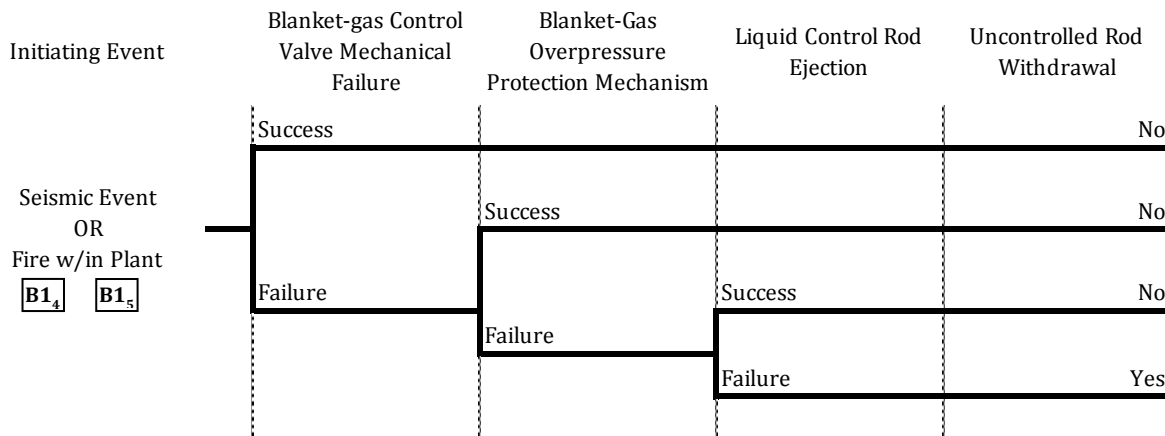 Initiating Event
Blanket-gas Control
Valve Mechanical
Failure
Blanket-Gas
Overpressure
Protection Mechanism
Liquid Control Rod
Ejection
Uncontrolled Rod
Withdrawal
Success
No
Seismic Event
OR
Fire w/in Plant
B1₄
B1₅
Success
No
Failure
Success
No
Failure
Failure
Yes